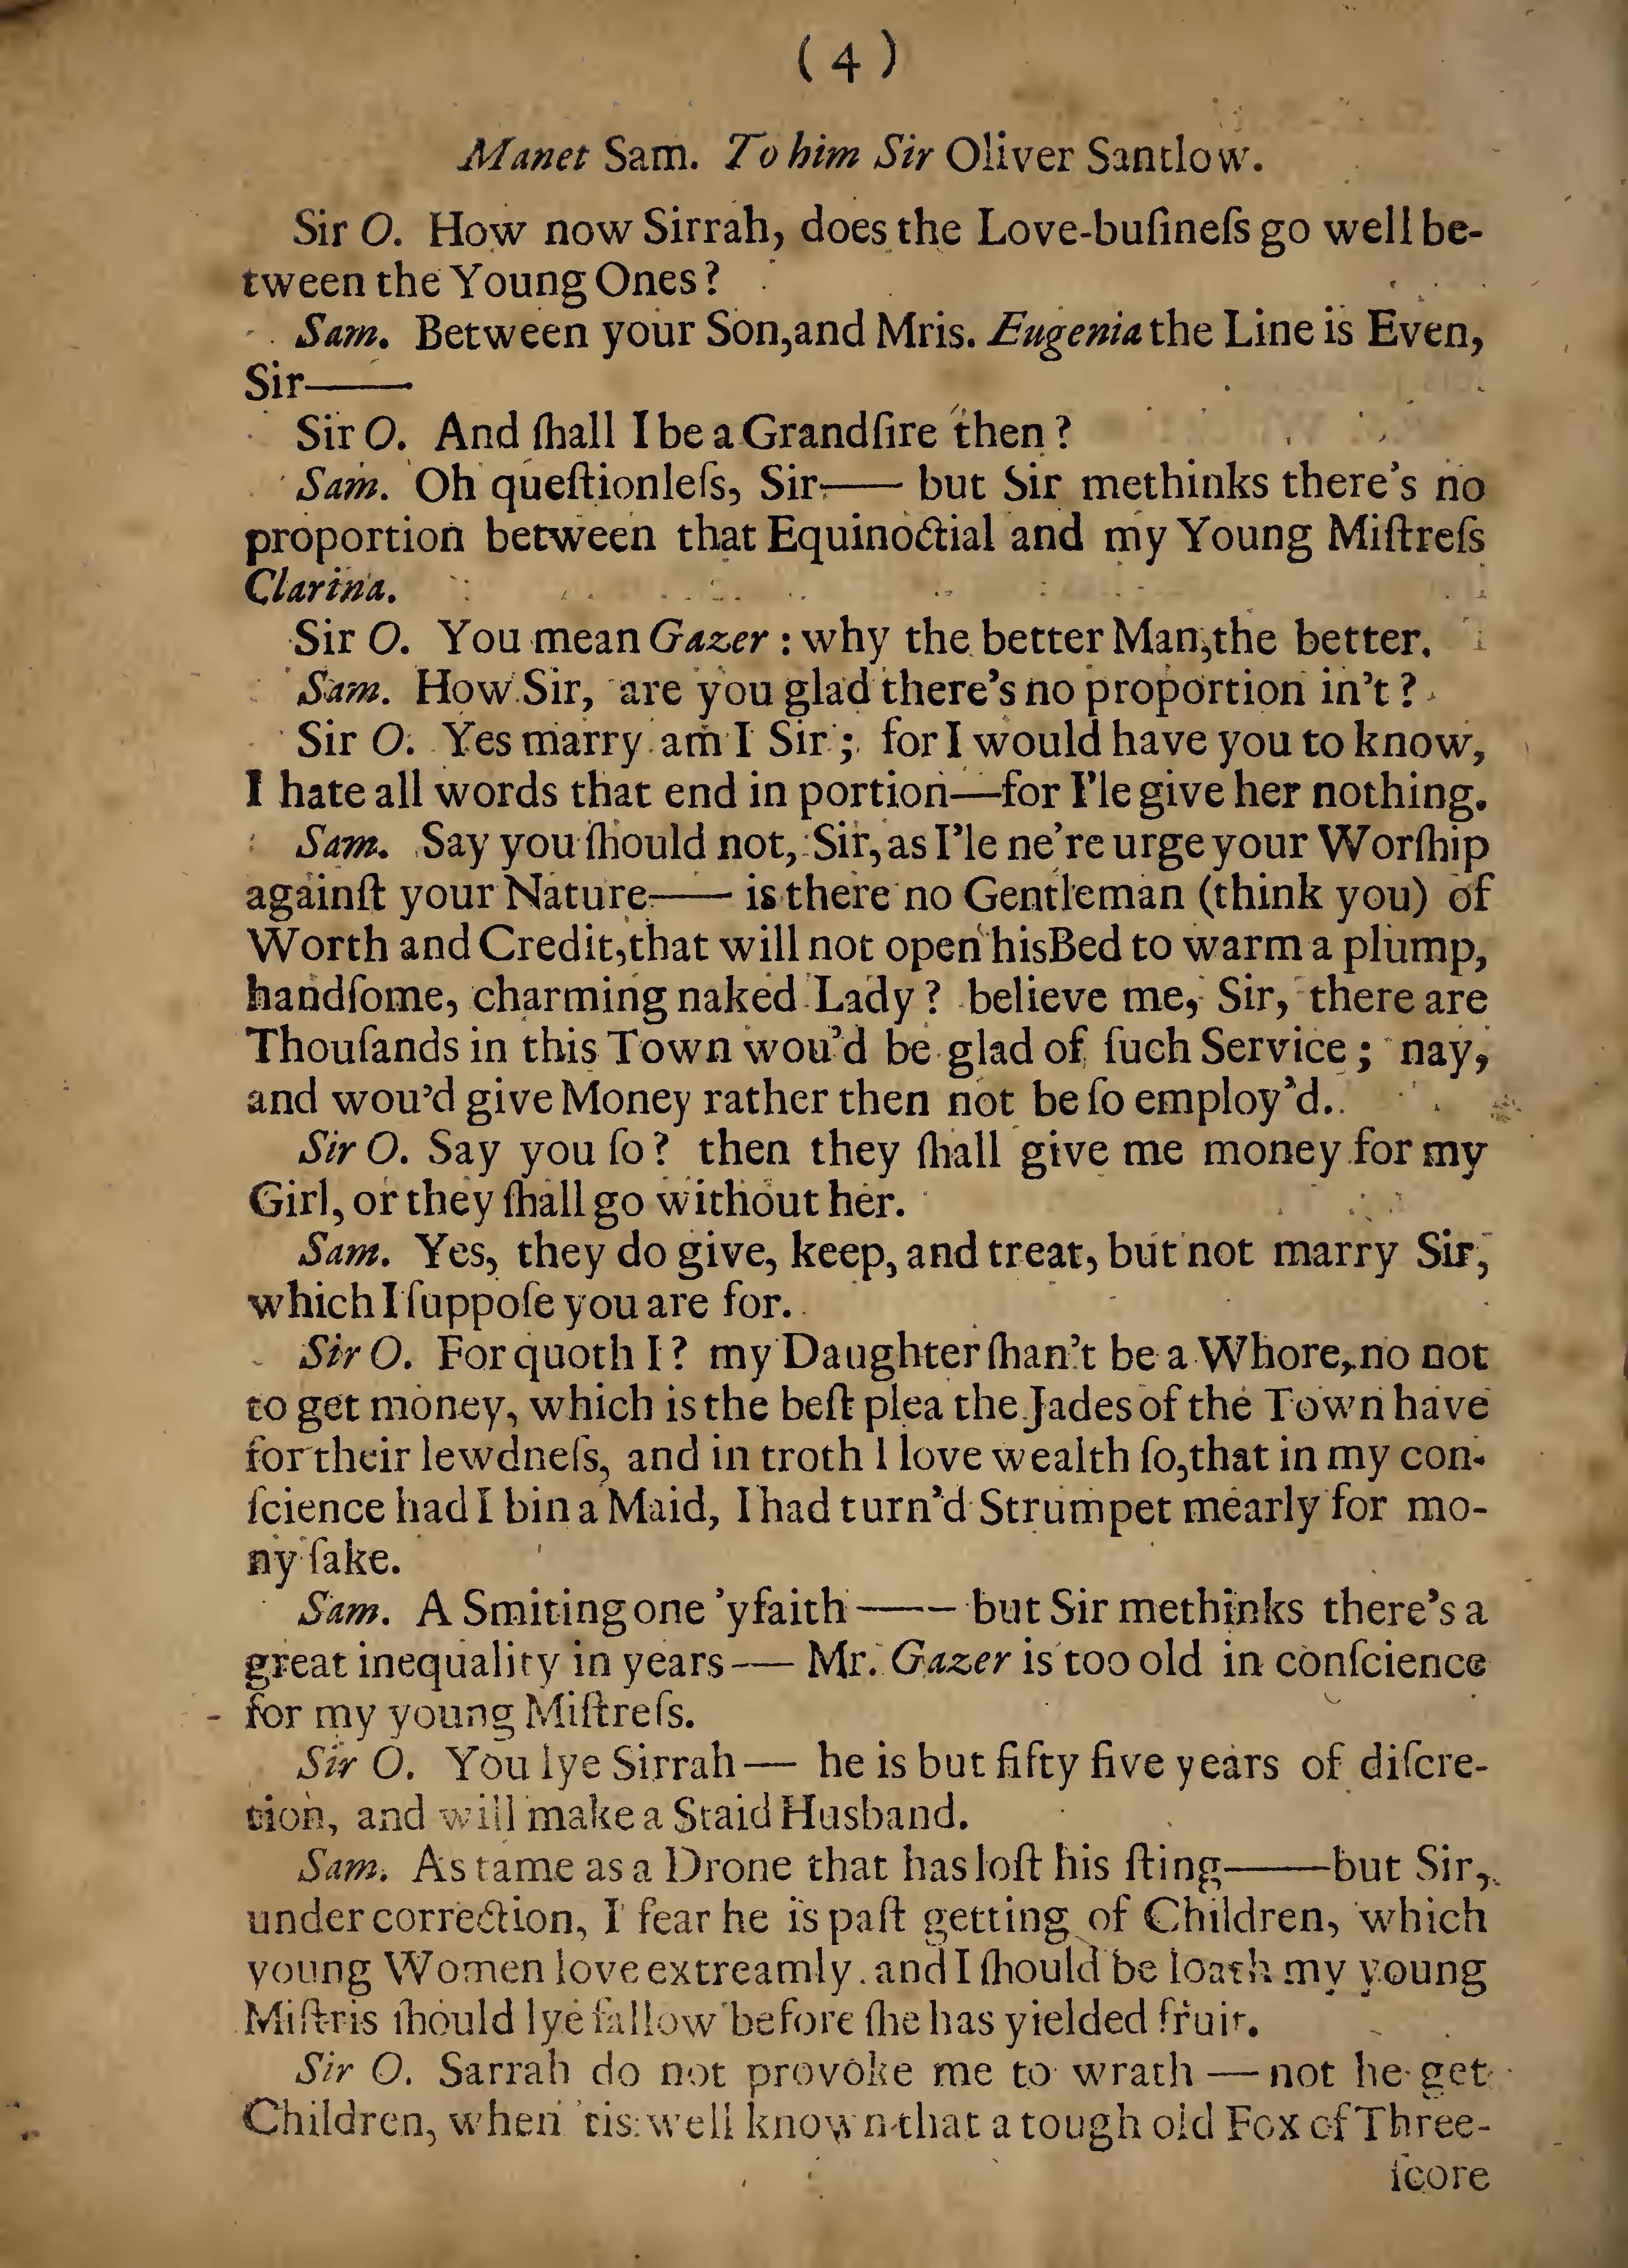 ( 4 )
Manet Sam. To him Sir Oliver Santlow.
Sir O. How now Sirrah, does the Love-buſineſs go well be-
tween the Young Ones ?
Sam. Between your Son, and Mris. Eugenia the Line is Even,
Sir——
Sir O. And ſhall I be a Grandſire then ?
Sam. Oh queſtionleſs, Sir—— but Sir methinks there's no
proportion between that Equinoctial and my Young Miſtreſs
Clarina.
Sir O. You mean Gazer : why the better Man, the better.
Sam. How Sir, are you glad there's no proportion in't ?
Sir O. Yes marry am I Sir ; for I would have you to know,
I hate all words that end in portion—for I'le give her nothing.
Sam. Say you ſhould not, Sir, as I'le ne're urge your Worſhip
againſt your Nature—— is there no Gentleman (think you) of
Worth and Credit, that will not open his Bed to warm a plump,
handſome, charming naked Lady ? believe me, Sir, there are
Thouſands in this Town wou'd be glad of ſuch Service ; nay,
and wou'd give Money rather then not be ſo employ'd.
Sir O. Say you ſo ? then they ſhall give me money for my
Girl, or they ſhall go without her.
Sam. Yes, they do give, keep, and treat, but not marry Sir,
which I ſuppoſe you are for.
Sir O. For quoth I ? my Daughter ſhan't be a Whore, no not
to get money, which is the beſt plea the Jades of the Town have
for their lewdneſs, and in troth I love wealth ſo, that in my con-
ſcience had I bin a Maid, I had turn'd Strumpet mearly for mo-
ny ſake.
Sam. A Smiting one 'yfaith —— but Sir methinks there's a
great inequality in years — Mr. Gazer is too old in conſcience
for my young Miſtreſs.
Sir O. You lye Sirrah — he is but fifty five years of diſcre-
tion, and will make a Staid Husband.
Sam. As tame as a Drone that has loſt his ſting——but Sir,
under correction, I fear he is paſt getting of Children, which
young Women love extreamly. and I ſhould be loath my young
Miſtris ſhould lye fallow before ſhe has yielded fruit.
Sir O. Sarrah do not provoke me to wrath — not he get
Children, when 'tis well known that a tough old Fox of Three-
ſcore